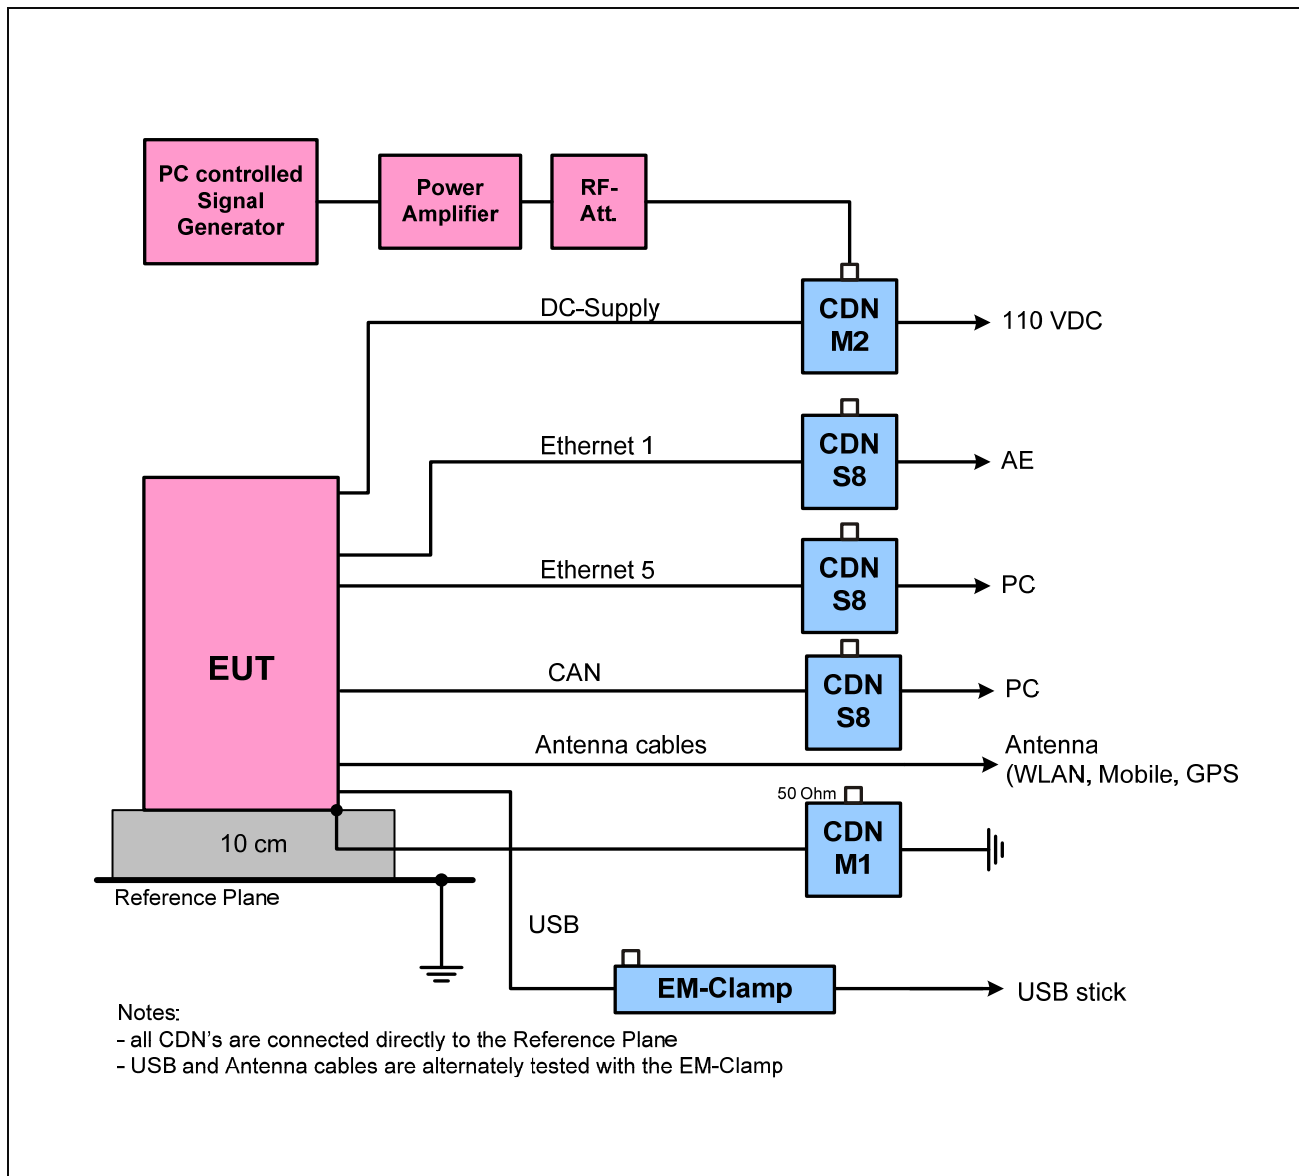 PC controlled
Signal
Generator
Power
Amplifier
RF-
Att.
DC-Supply
CDN
M2
110 VDC
Ethernet 1
CDN
S8
AE
Ethernet 5
CDN
S8
PC
EUT
CAN
CDN
S8
PC
Antenna cables
Antenna
(WLAN, Mobile, GPS
50 Ohm
CDN
M1
10 cm
Reference Plane
USB
EM-Clamp
USB stick
Notes:
- all CDN's are connected directly to the Reference Plane
- USB and Antenna cables are alternately tested with the EM-Clamp